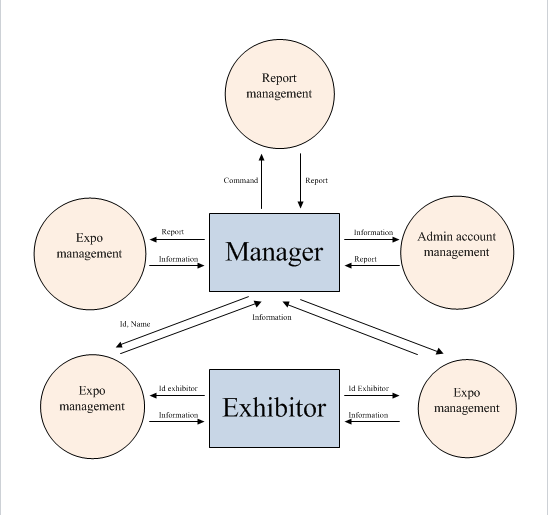 Report
management
Command
Report
Expo
management
Report
Information
Manager
Information
Report
Admin account
management
Id, Name
Information
Expo
management
Id exhibitor
Information
Exhibitor
Id Exhibitor
Information
Expo
management